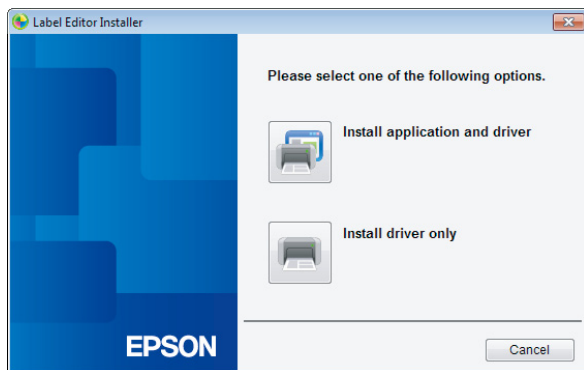 Label Editor Installer
Please select one of the following options.
Install application and driver
Install driver only
EPSON
Cancel